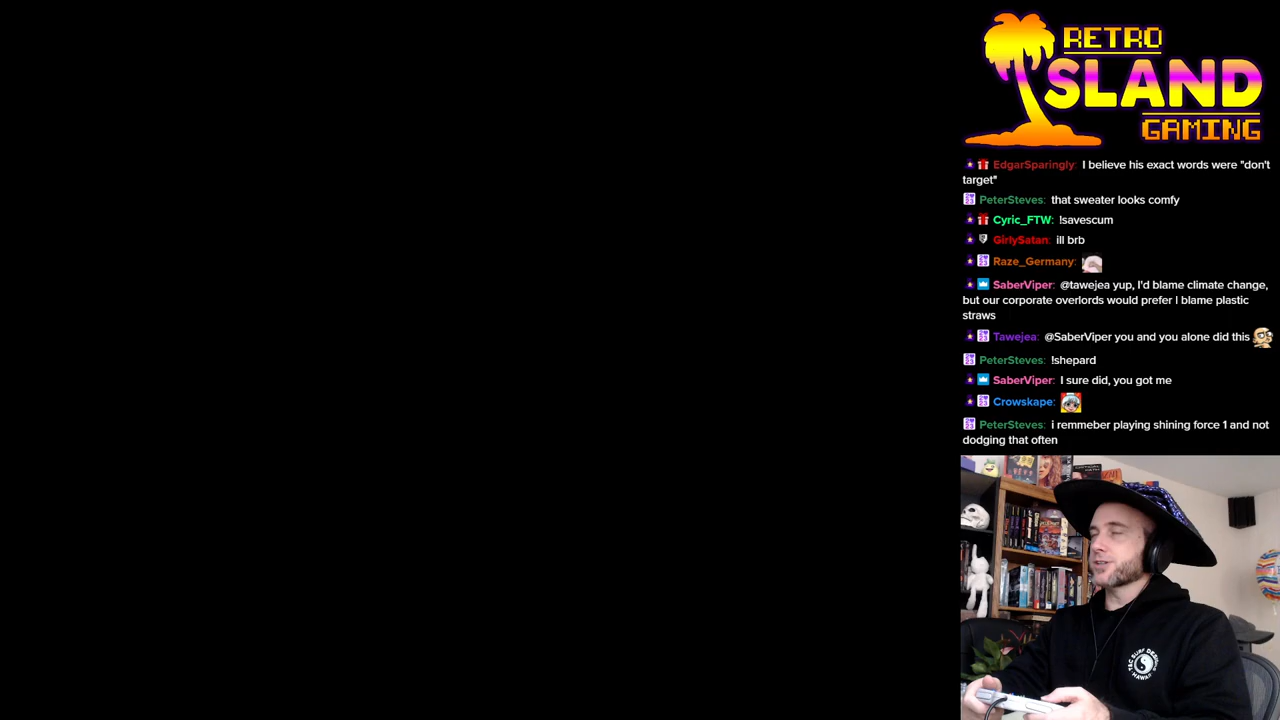 RETRO
ISLAND
GAMING
EdgarSparingly: I believe his exact words were "don't
target"
PeterSteves: that sweater looks comfy
Cyric_FTW: !savescum
GirlySatan: ill brb
Raze_Germany:
SaberViper: @tawejea yup, I'd blame climate change,
but our corporate overlords would prefer I blame plastic
straws
Tawejea: @SaberViper you and you alone did this
PeterSteves: !shepard
SaberViper: I sure did, you got me
Crowskape:
PeterSteves: i remmeber playing shining force 1 and not
dodging that often